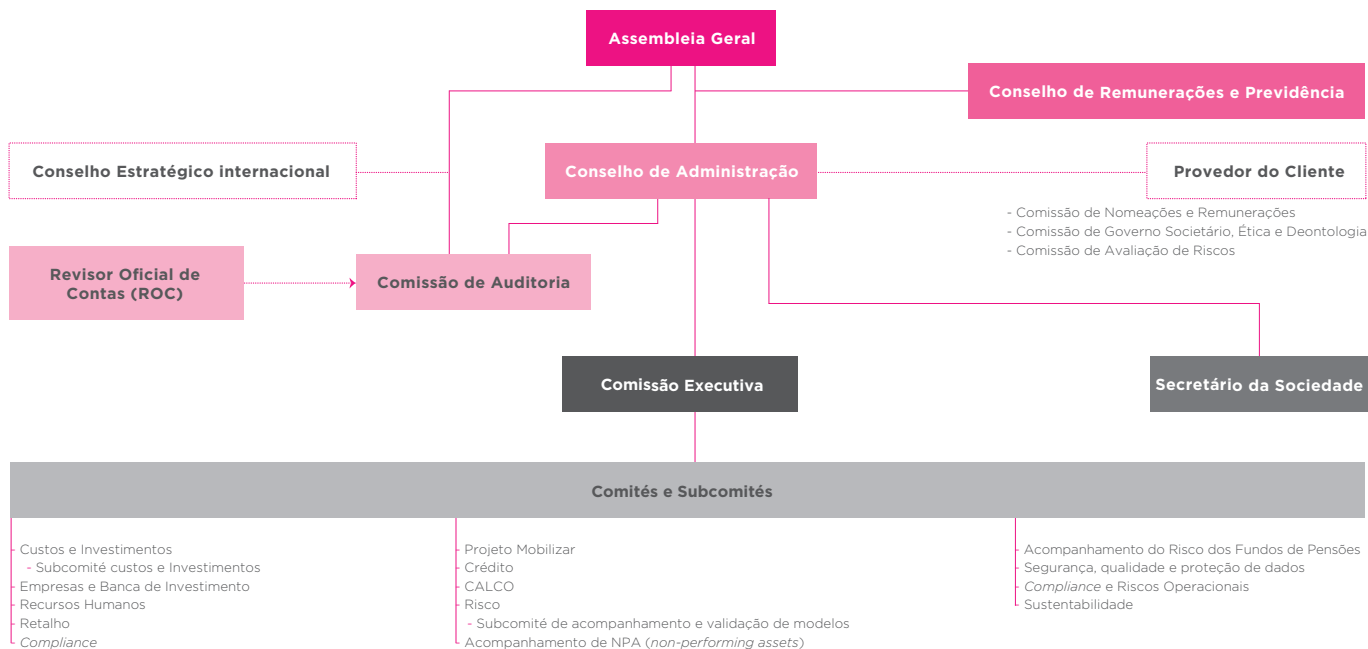 Assembleia Geral
Conselho de Remunerações e Previdência
Conselho Estratégico internacional
Conselho de Administração
Provedor do Cliente
- Comissão de Nomeações e Remunerações
- Comissão de Governo Societário, Ética e Deontologia
- Comissão de Avaliação de Riscos
Revisor Oficial de
Contas (ROC)
Comissão de Auditoria
Comissão Executiva
Secretário da Sociedade
Comités e Subcomités
- Custos e Investimentos
- Subcomité custos e Investimentos
- Empresas e Banca de Investimento
- Recursos Humanos
- Retalho
- Compliance
- Projeto Mobilizar
- Crédito
- CALCO
- Risco
- Subcomité de acompanhamento e validação de modelos
- Acompanhamento de NPA (non-performing assets)
- Acompanhamento do Risco dos Fundos de Pensões
- Segurança, qualidade e proteção de dados
- Compliance e Riscos Operacionais
- Sustentabilidade